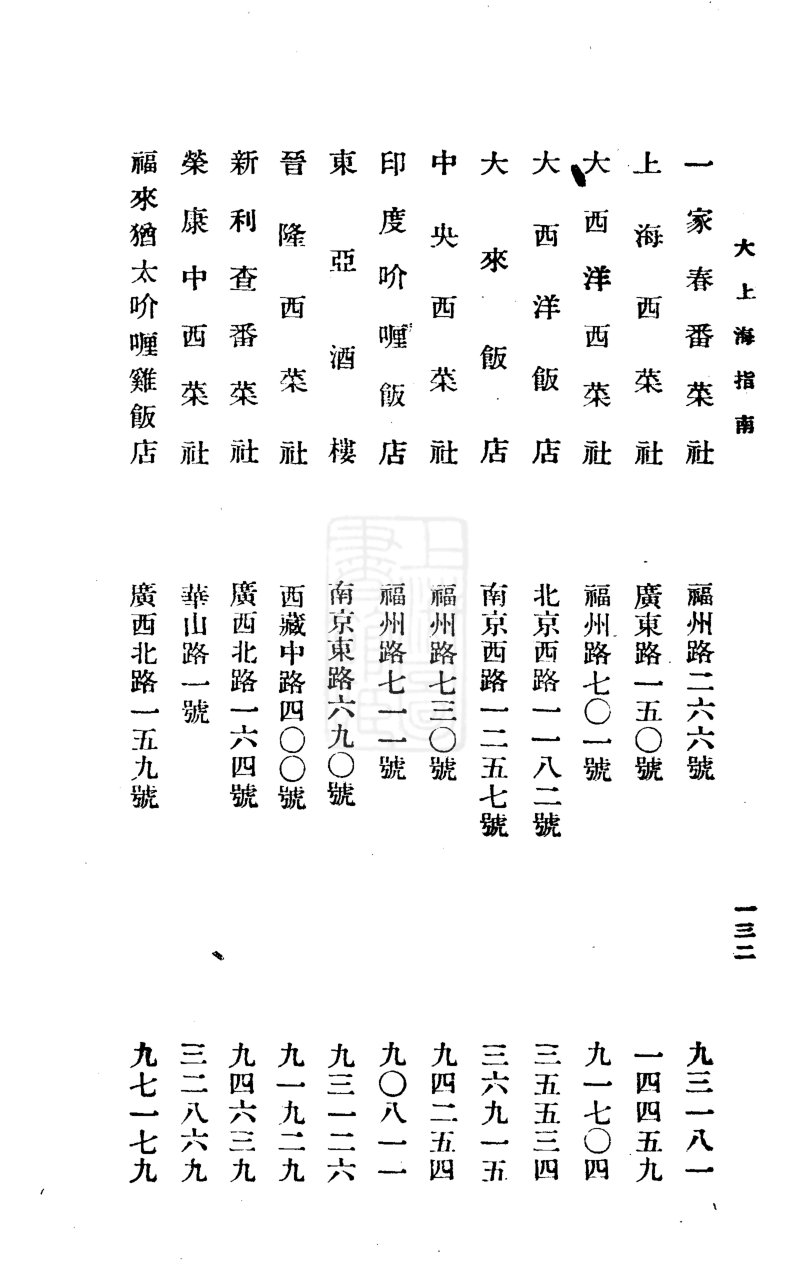 大上海指南
一三二
一家春番菜社 福州路二六六號 九三一八一
上海西菜社 廣東路一五〇號 一四四五九
大西洋西菜社 福州路七〇一號 九一七〇四
大西洋飯店 北京西路一一八二號 三五五三四
大來飯店 南京西路一二五七號 三六九一五
中央西菜社 福州路七三〇號 九四二五四
印度吤喱飯店 福州路七一一號 九〇八一一
東亞酒樓 南京東路六九〇號 九三一二六
晉隆西菜社 西藏中路四〇〇號 九一九二九
新利查番菜社 廣西北路一六四號 九四六三九
榮康中西菜社 華山路一號 三二八六九
福來猶太吤喱雞飯店 廣西北路一五九號 九七一七九